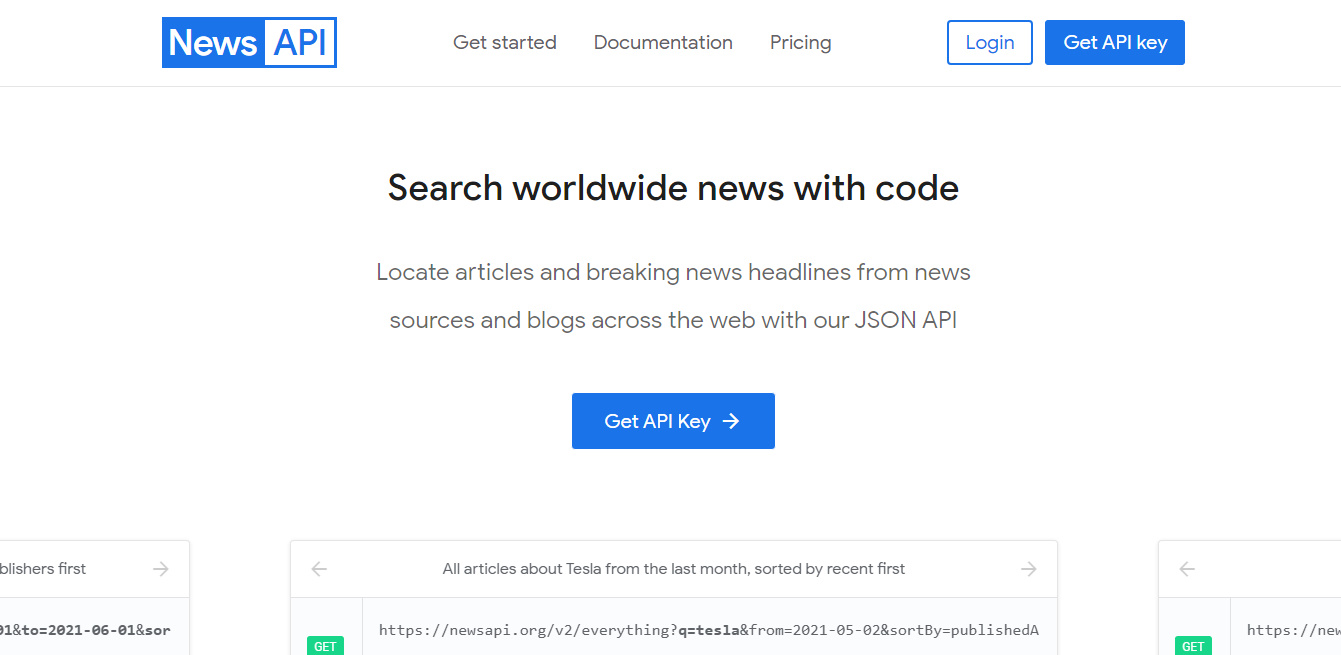 News API Get started Documentation Pricing Login Get API key
Search worldwide news with code
Locate articles and breaking news headlines from news
sources and blogs across the web with our JSON API
Get API Key →
blishers first →
← All articles about Tesla from the last month, sorted by recent first →
←
01&to=2021-06-01&sor
GET https://newsapi.org/v2/everything?q=tesla&from=2021-05-02&sortBy=publishedA
GET https://new